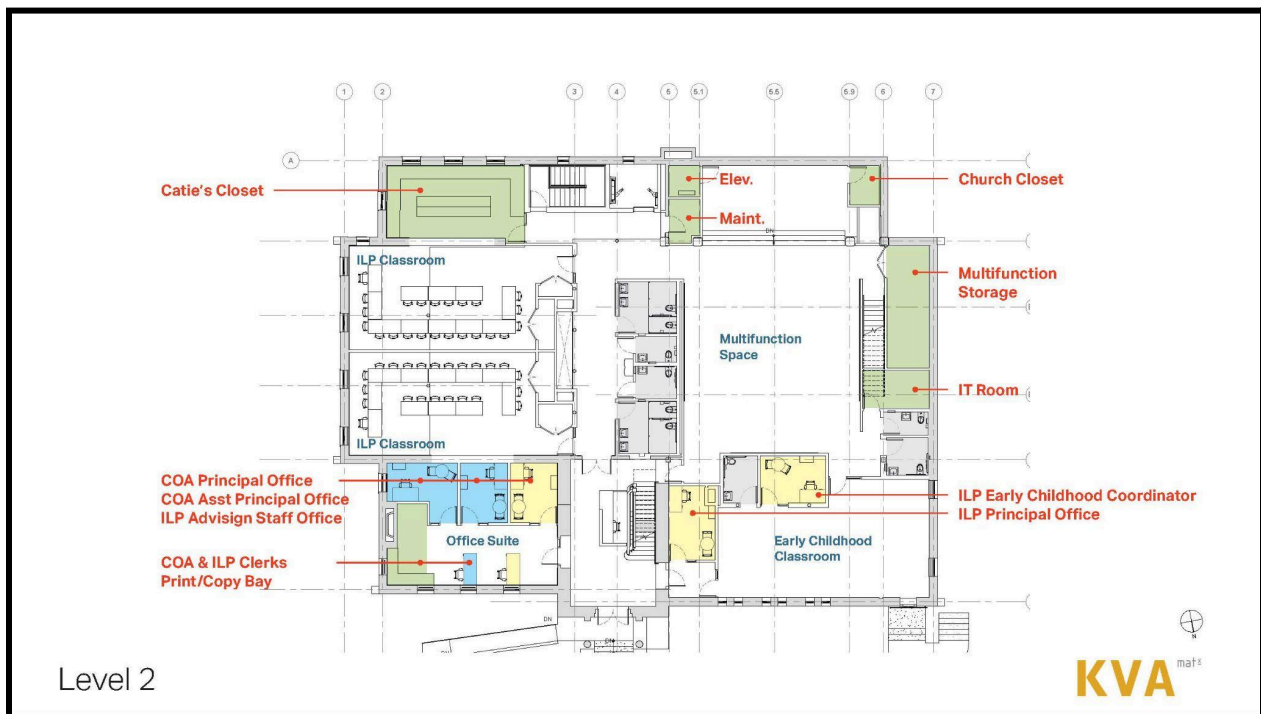 1
2
3
4
5
5.1
5.5
5.9
6
7
A
Catie's Closet
Elev.
Church Closet
Maint.
DN
ILP Classroom
Multifunction
Storage
Multifunction
Space
IT Room
ILP Classroom
COA Principal Office
COA Asst Principal Office
ILP Advisign Staff Office
ILP Early Childhood Coordinator
ILP Principal Office
Office Suite
Early Childhood
Classroom
COA & ILP Clerks
Print/Copy Bay
DN
DN
N
Level 2
KVA matx